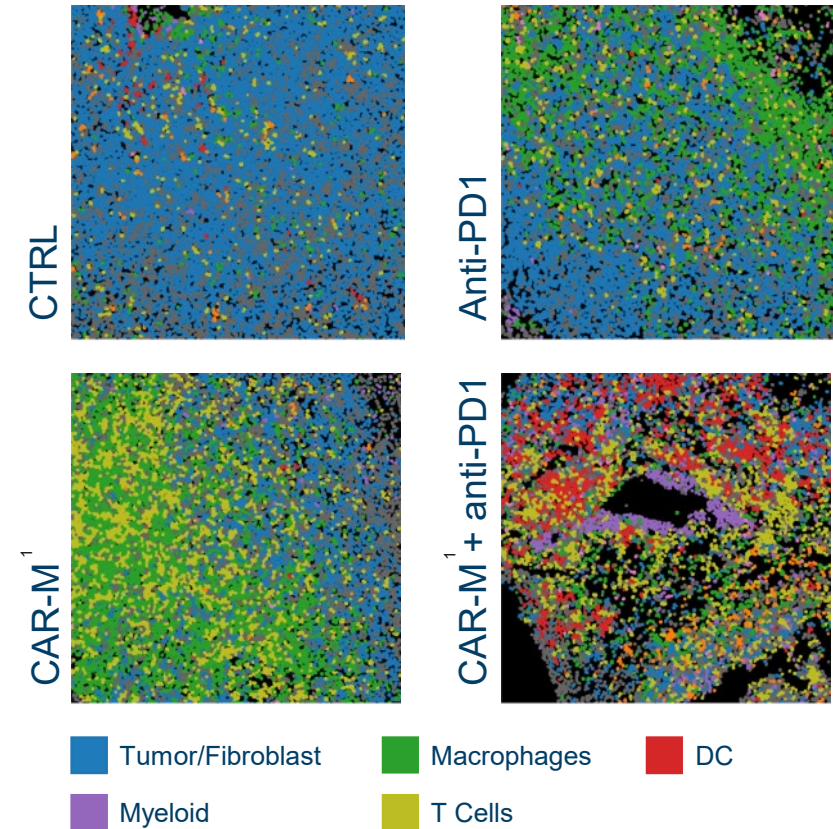 CTRL
Anti-PD1
CAR-M1
CAR-M1 + anti-PD1
Tumor/Fibroblast
Macrophages
DC
Myeloid
T Cells